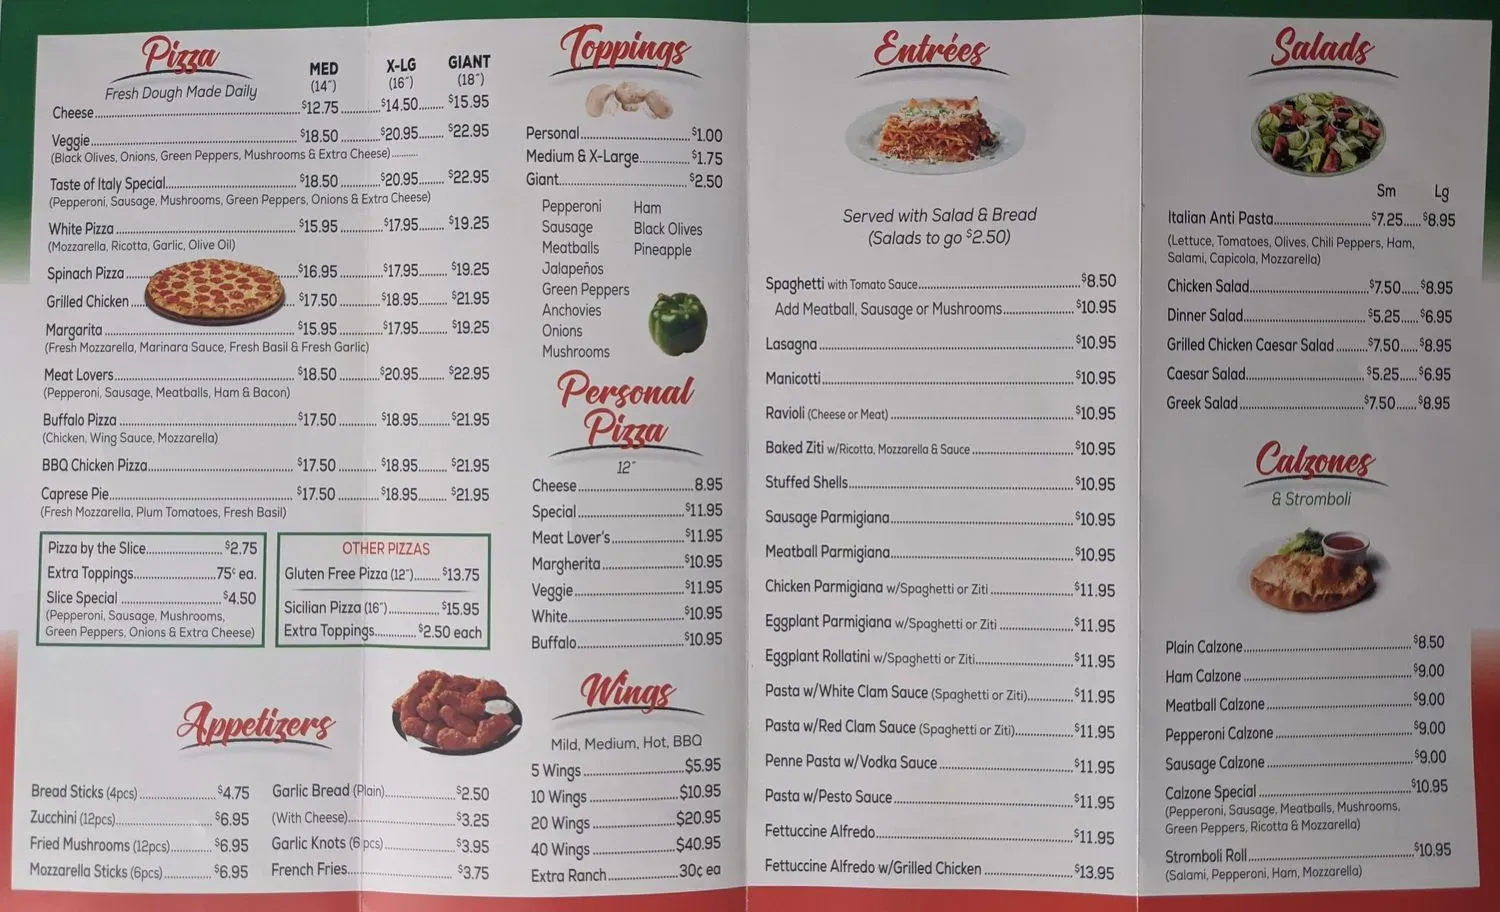 Pizza
Fresh Dough Made Daily
MED X-LG GIANT
(14″) (16″) (18″)
Cheese $12.75 $14.50 $15.95
Veggie $18.50 $20.95 $22.95
(Black Olives, Onions, Green Peppers, Mushrooms & Extra Cheese)
Taste of Italy Special $18.50 $20.95 $22.95
(Pepperoni, Sausage, Mushrooms, Green Peppers, Onions & Extra Cheese)
White Pizza $15.95 $17.95 $19.25
(Mozzarella, Ricotta, Garlic, Olive Oil)
Spinach Pizza $16.95 $17.95 $19.25
Grilled Chicken $17.50 $18.95 $21.95
Margarita $15.95 $17.95 $19.25
(Fresh Mozzarella, Marinara Sauce, Fresh Basil & Fresh Garlic)
Meat Lovers $18.50 $20.95 $22.95
(Pepperoni, Sausage, Meatballs, Ham & Bacon)
Buffalo Pizza $17.50 $18.95 $21.95
(Chicken, Wing Sauce, Mozzarella)
BBQ Chicken Pizza $17.50 $18.95 $21.95
Caprese Pie $17.50 $18.95 $21.95
(Fresh Mozzarella, Plum Tomatoes, Fresh Basil)
Pizza by the Slice $2.75
Extra Toppings 75¢ ea.
Slice Special $4.50
(Pepperoni, Sausage, Mushrooms,
Green Peppers, Onions & Extra Cheese)
OTHER PIZZAS
Gluten Free Pizza (12″) $13.75
Sicilian Pizza (16″) $15.95
Extra Toppings $2.50 each
Appetizers
Bread Sticks (4pcs) $4.75
Zucchini (12pcs) $6.95
Fried Mushrooms (12pcs) $6.95
Mozzarella Sticks (6pcs) $6.95
Garlic Bread (Plain) $2.50
(With Cheese) $3.25
Garlic Knots (6 pcs) $3.95
French Fries $3.75
Toppings
Personal $1.00
Medium & X-Large $1.75
Giant $2.50
Pepperoni
Sausage
Meatballs
Jalapeños
Green Peppers
Anchovies
Onions
Mushrooms
Ham
Black Olives
Pineapple
Personal
Pizza
12″
Cheese 8.95
Special $11.95
Meat Lover's $11.95
Margherita $10.95
Veggie $11.95
White $10.95
Buffalo $10.95
Wings
Mild, Medium, Hot, BBQ
5 Wings $5.95
10 Wings $10.95
20 Wings $20.95
40 Wings $40.95
Extra Ranch 30¢ ea
Entrées
Served with Salad & Bread
(Salads to go $2.50)
Spaghetti with Tomato Sauce $8.50
Add Meatball, Sausage or Mushrooms $10.95
Lasagna $10.95
Manicotti $10.95
Ravioli (Cheese or Meat) $10.95
Baked Ziti w/Ricotta, Mozzarella & Sauce $10.95
Stuffed Shells $10.95
Sausage Parmigiana $10.95
Meatball Parmigiana $10.95
Chicken Parmigiana w/Spaghetti or Ziti $11.95
Eggplant Parmigiana w/Spaghetti or Ziti $11.95
Eggplant Rollatini w/Spaghetti or Ziti $11.95
Pasta w/White Clam Sauce (Spaghetti or Ziti) $11.95
Pasta w/Red Clam Sauce (Spaghetti or Ziti) $11.95
Penne Pasta w/Vodka Sauce $11.95
Pasta w/Pesto Sauce $11.95
Fettuccine Alfredo $11.95
Fettuccine Alfredo w/Grilled Chicken $13.95
Salads
Sm Lg
Italian Anti Pasta $7.25 $8.95
(Lettuce, Tomatoes, Olives, Chili Peppers, Ham,
Salami, Capicola, Mozzarella)
Chicken Salad $7.50 $8.95
Dinner Salad $5.25 $6.95
Grilled Chicken Caesar Salad $7.50 $8.95
Caesar Salad $5.25 $6.95
Greek Salad $7.50 $8.95
Calzones
& Stromboli
Plain Calzone $8.50
Ham Calzone $9.00
Meatball Calzone $9.00
Pepperoni Calzone $9.00
Sausage Calzone $9.00
Calzone Special $10.95
(Pepperoni, Sausage, Meatballs, Mushrooms,
Green Peppers, Ricotta & Mozzarella)
Stromboli Roll $10.95
(Salami, Pepperoni, Ham, Mozzarella)